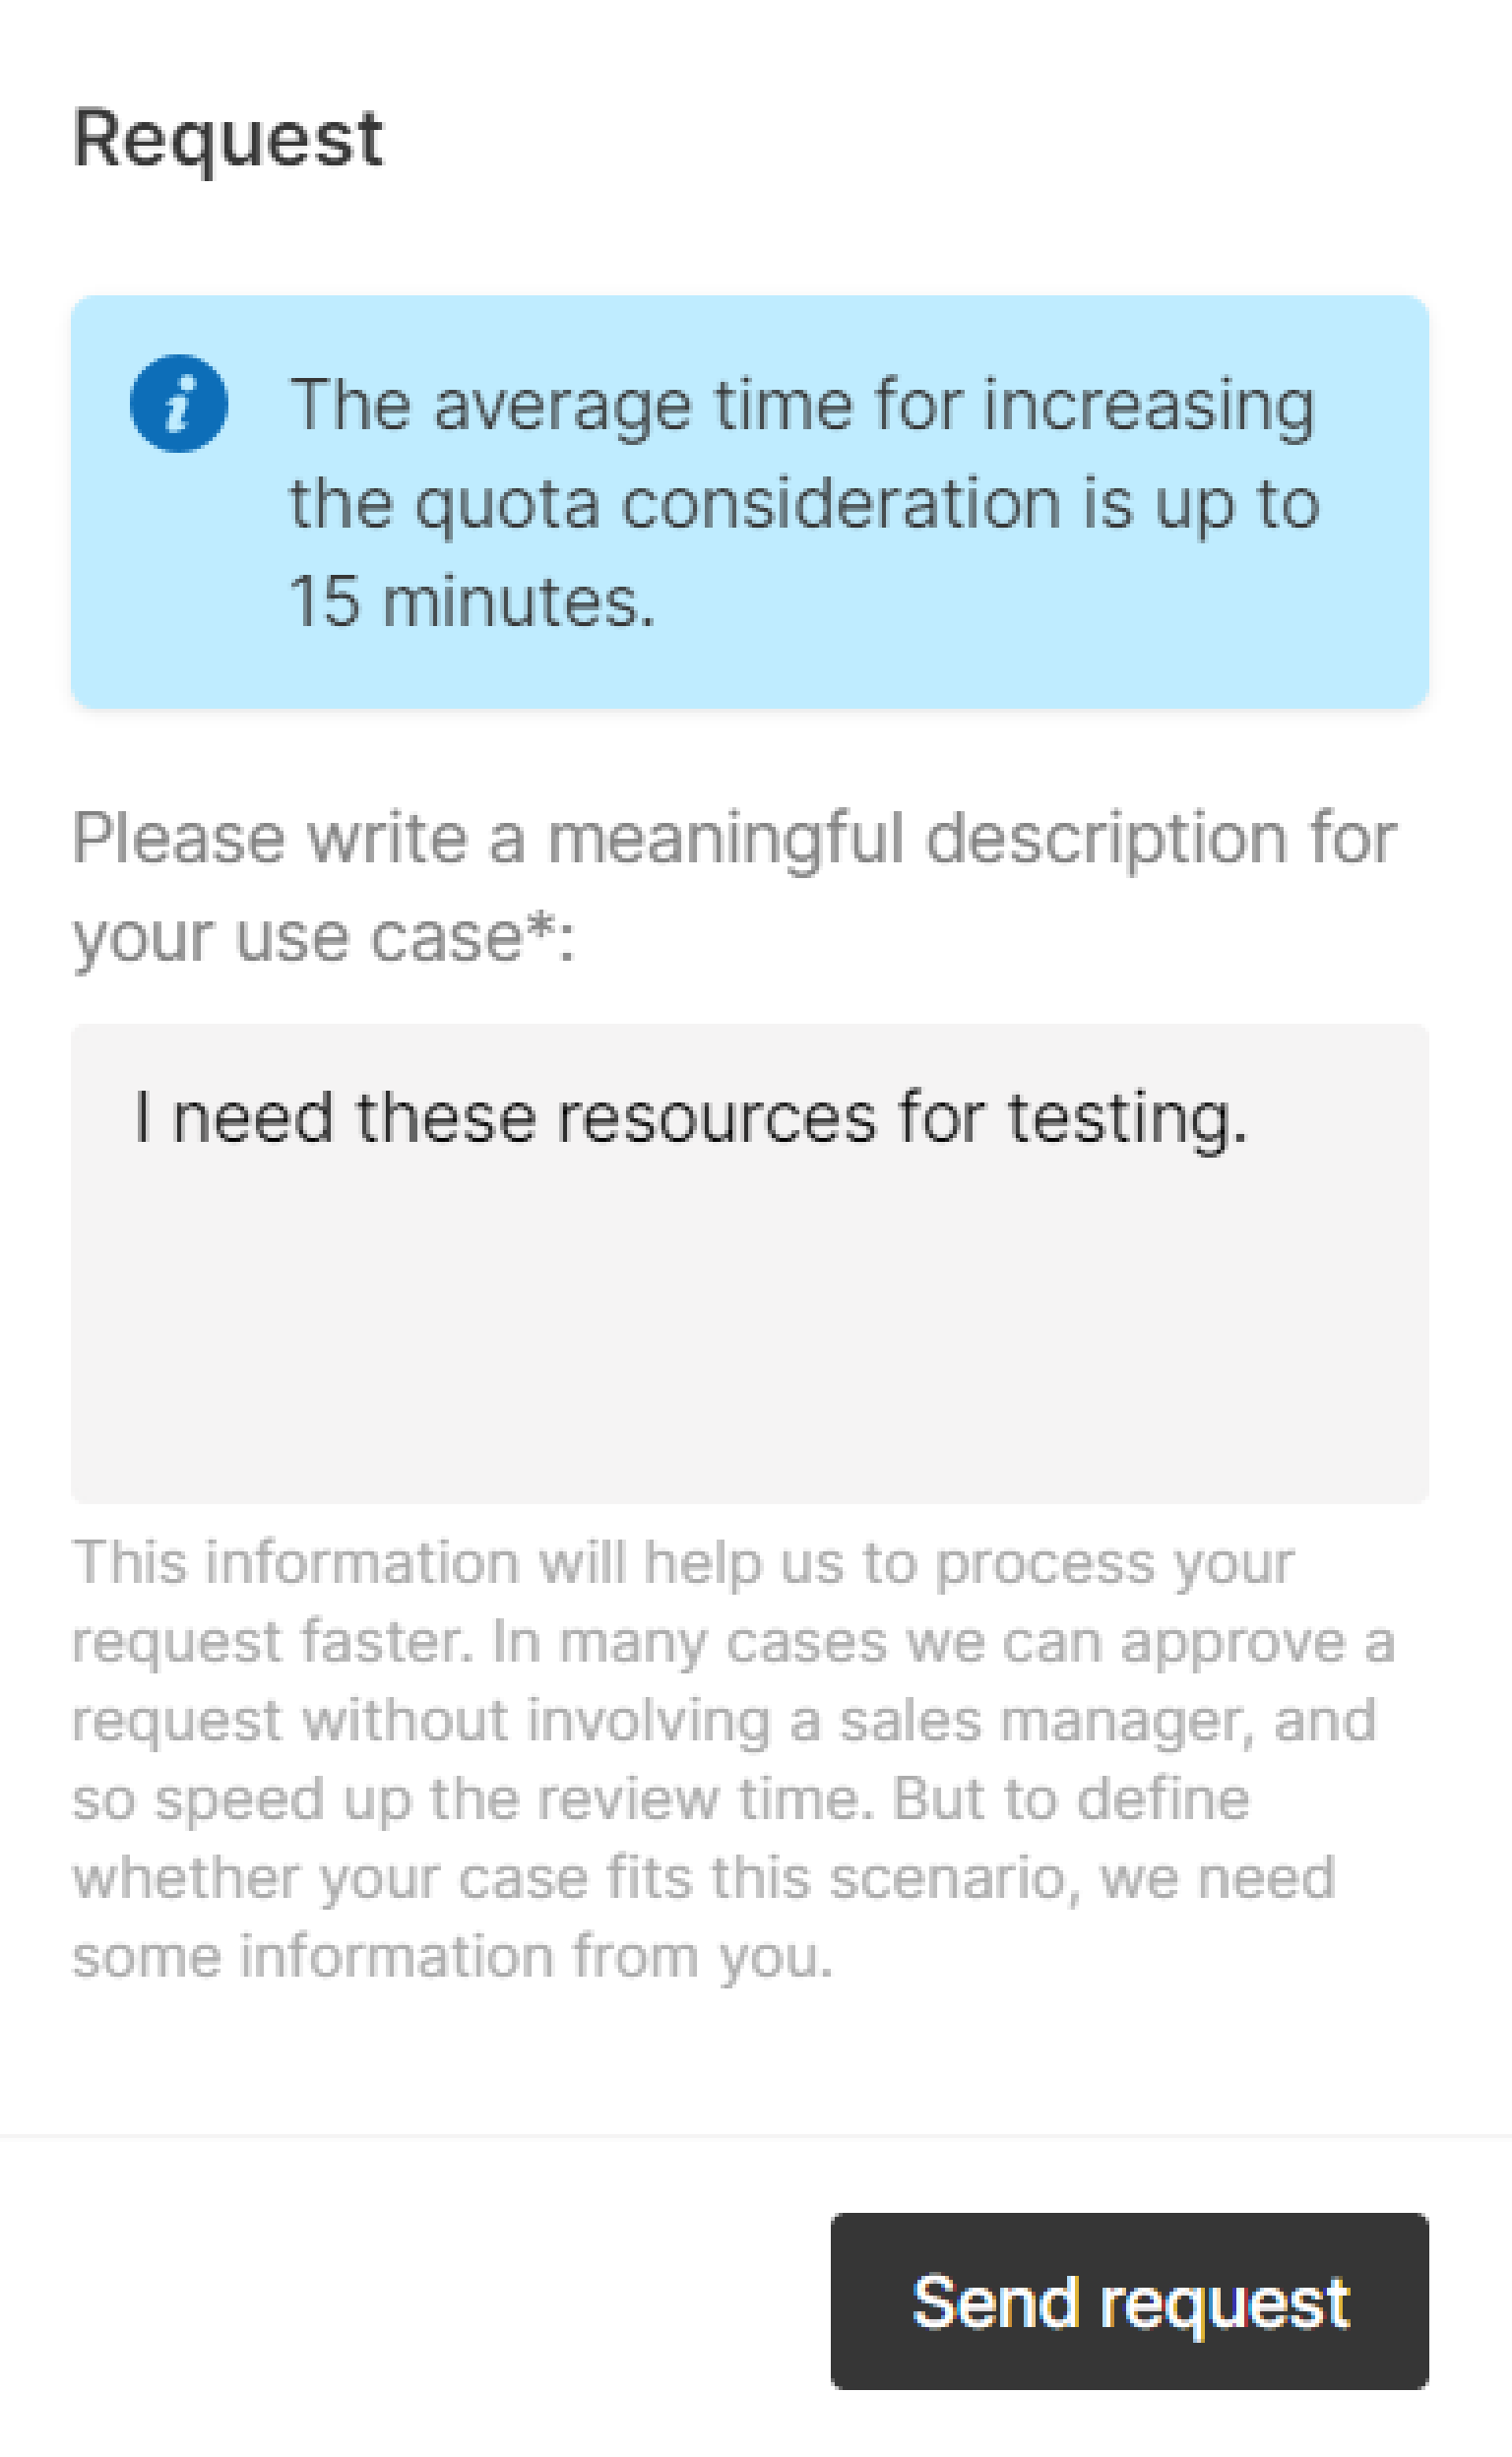 Request
The average time for increasing
the quota consideration is up to
15 minutes.
Please write a meaningful description for
your use case*:
I need these resources for testing.
This information will help us to process your
request faster. In many cases we can approve a
request without involving a sales manager, and
so speed up the review time. But to define
whether your case fits this scenario, we need
some information from you.
Send request